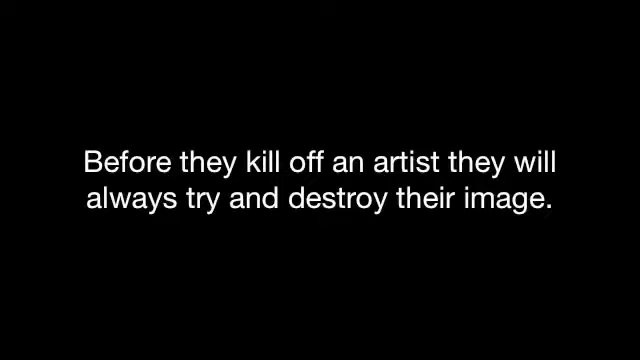 Before they kill off an artist they will
always try and destroy their image.